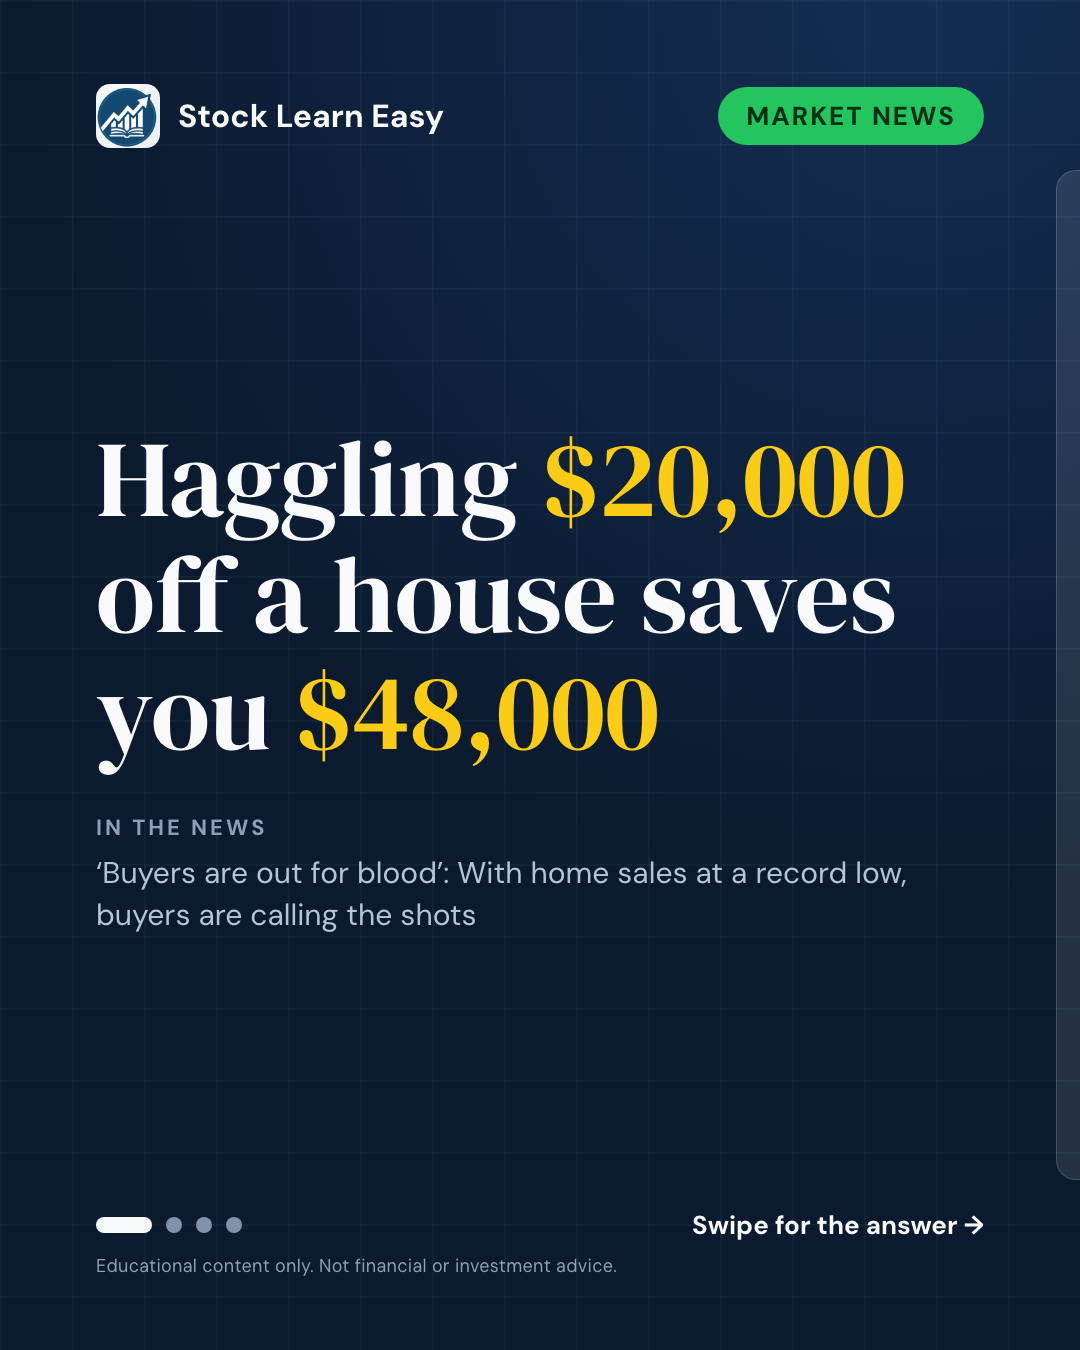 Stock Learn Easy
MARKET NEWS
Haggling $20,000
off a house saves
you $48,000
IN THE NEWS
‘Buyers are out for blood’: With home sales at a record low,
buyers are calling the shots
Swipe for the answer →
Educational content only. Not financial or investment advice.